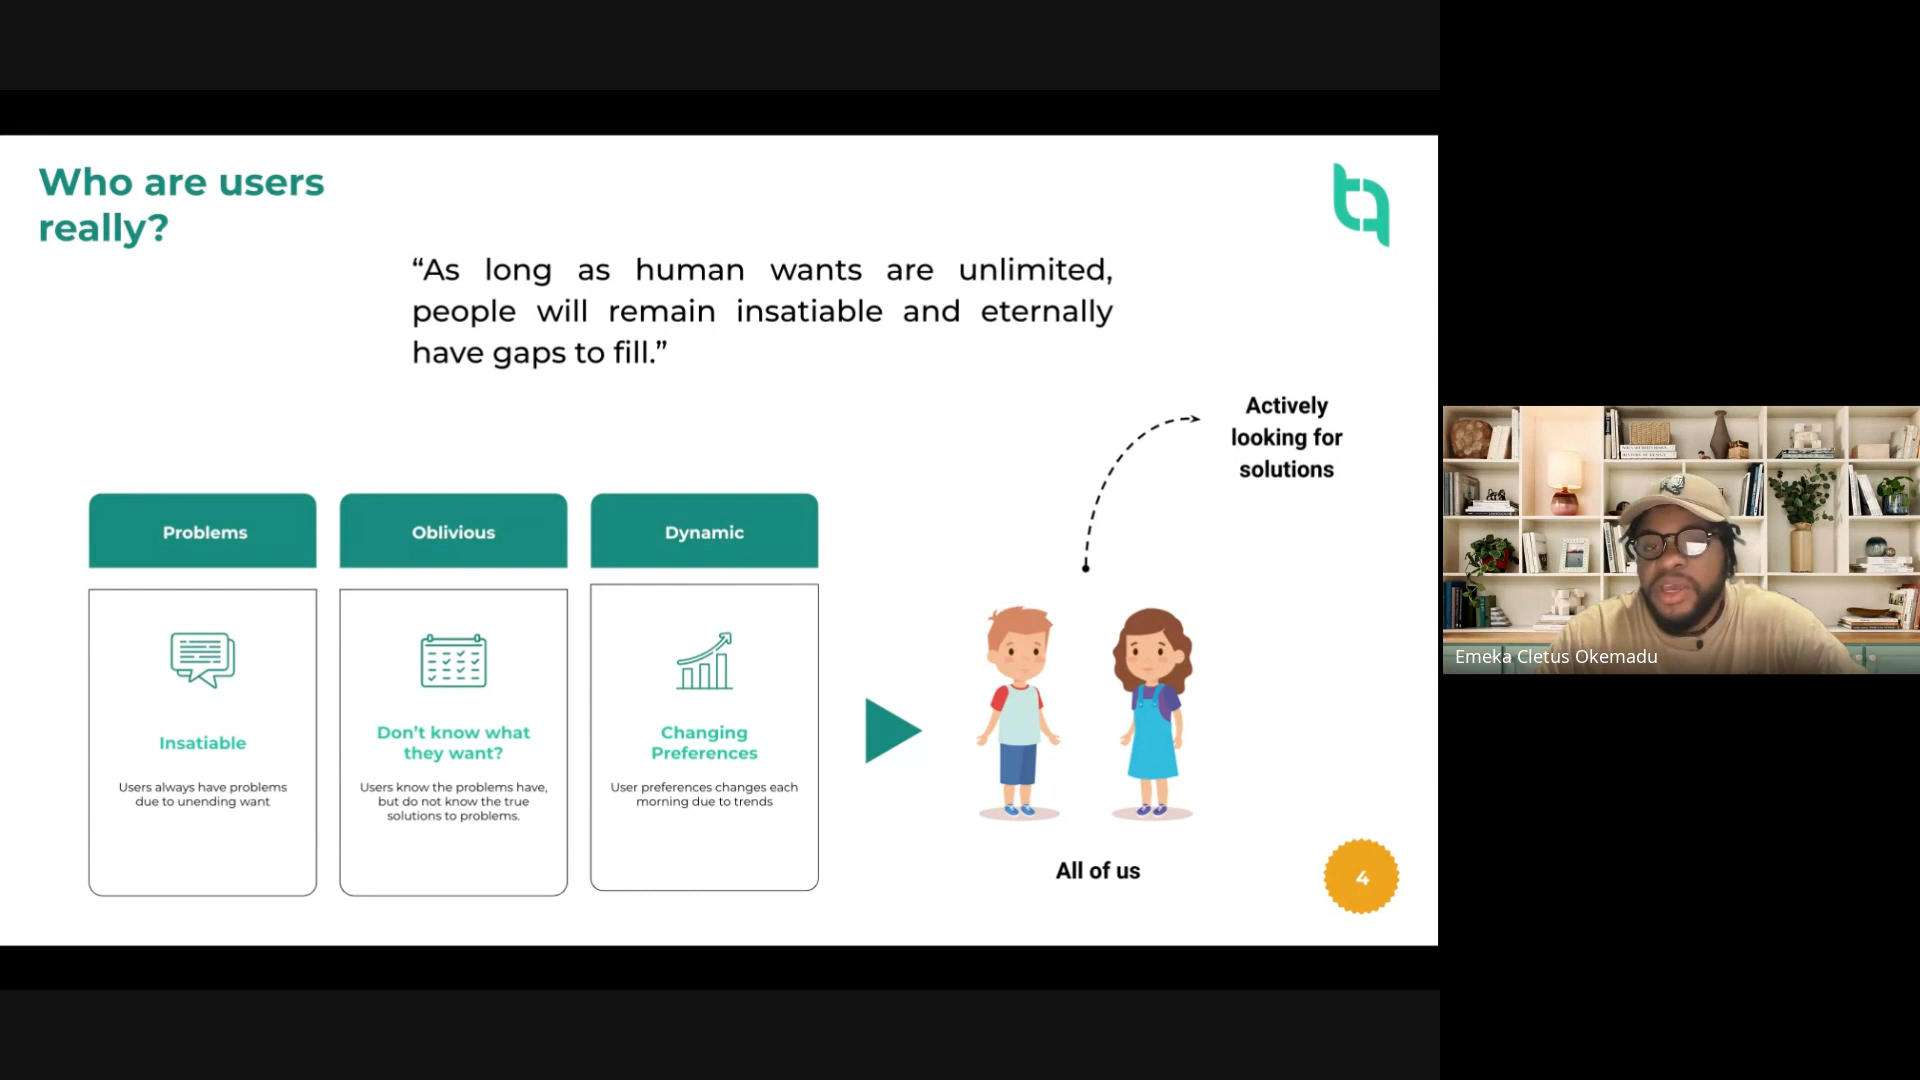 Who are users
really?
“As long as human wants are unlimited,
people will remain insatiable and eternally
have gaps to fill.”
Actively
looking for
solutions
Problems
Oblivious
Dynamic
Insatiable
Users always have problems
due to unending want
Don’t know what
they want?
Users know the problems have,
but do not know the true
solutions to problems.
Changing
Preferences
User preferences changes each
morning due to trends
All of us
4
Emeka Cletus Okemadu